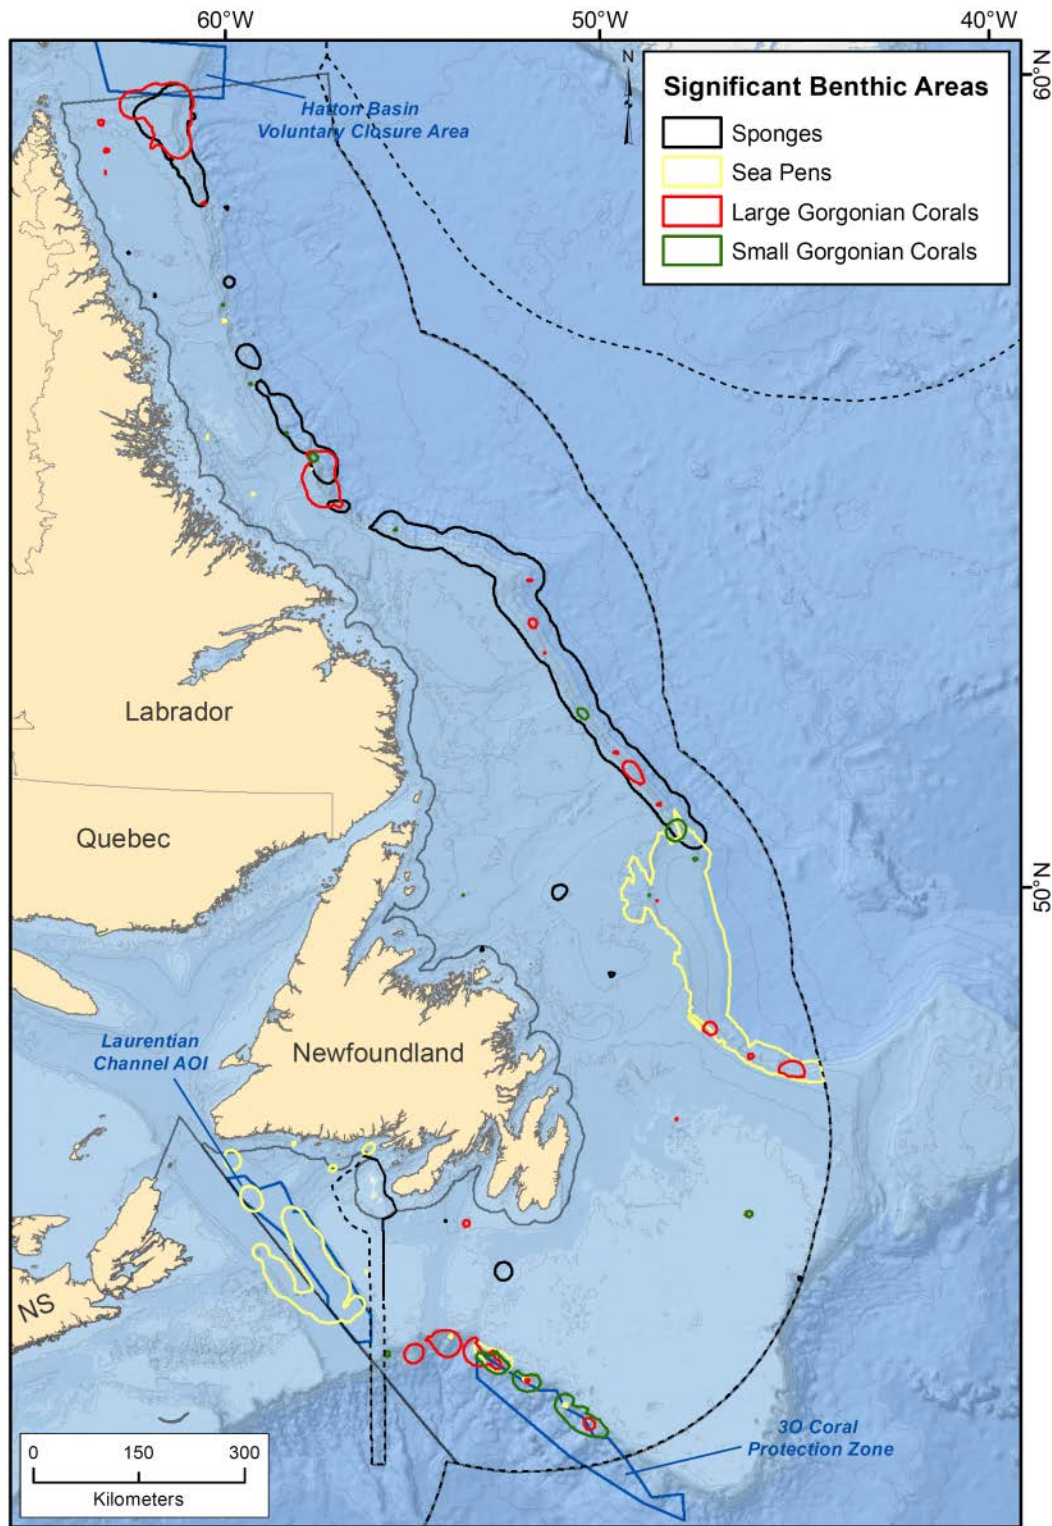 60°W 50°W 40°W
60°N
N
Significant Benthic Areas
Sponges
Sea Pens
Large Gorgonian Corals
Small Gorgonian Corals
Hatton Basin
Voluntary Closure Area
Labrador
Quebec
50°N
Laurentian
Channel AOI
Newfoundland
NS
3O Coral
Protection Zone
0 150 300
Kilometers